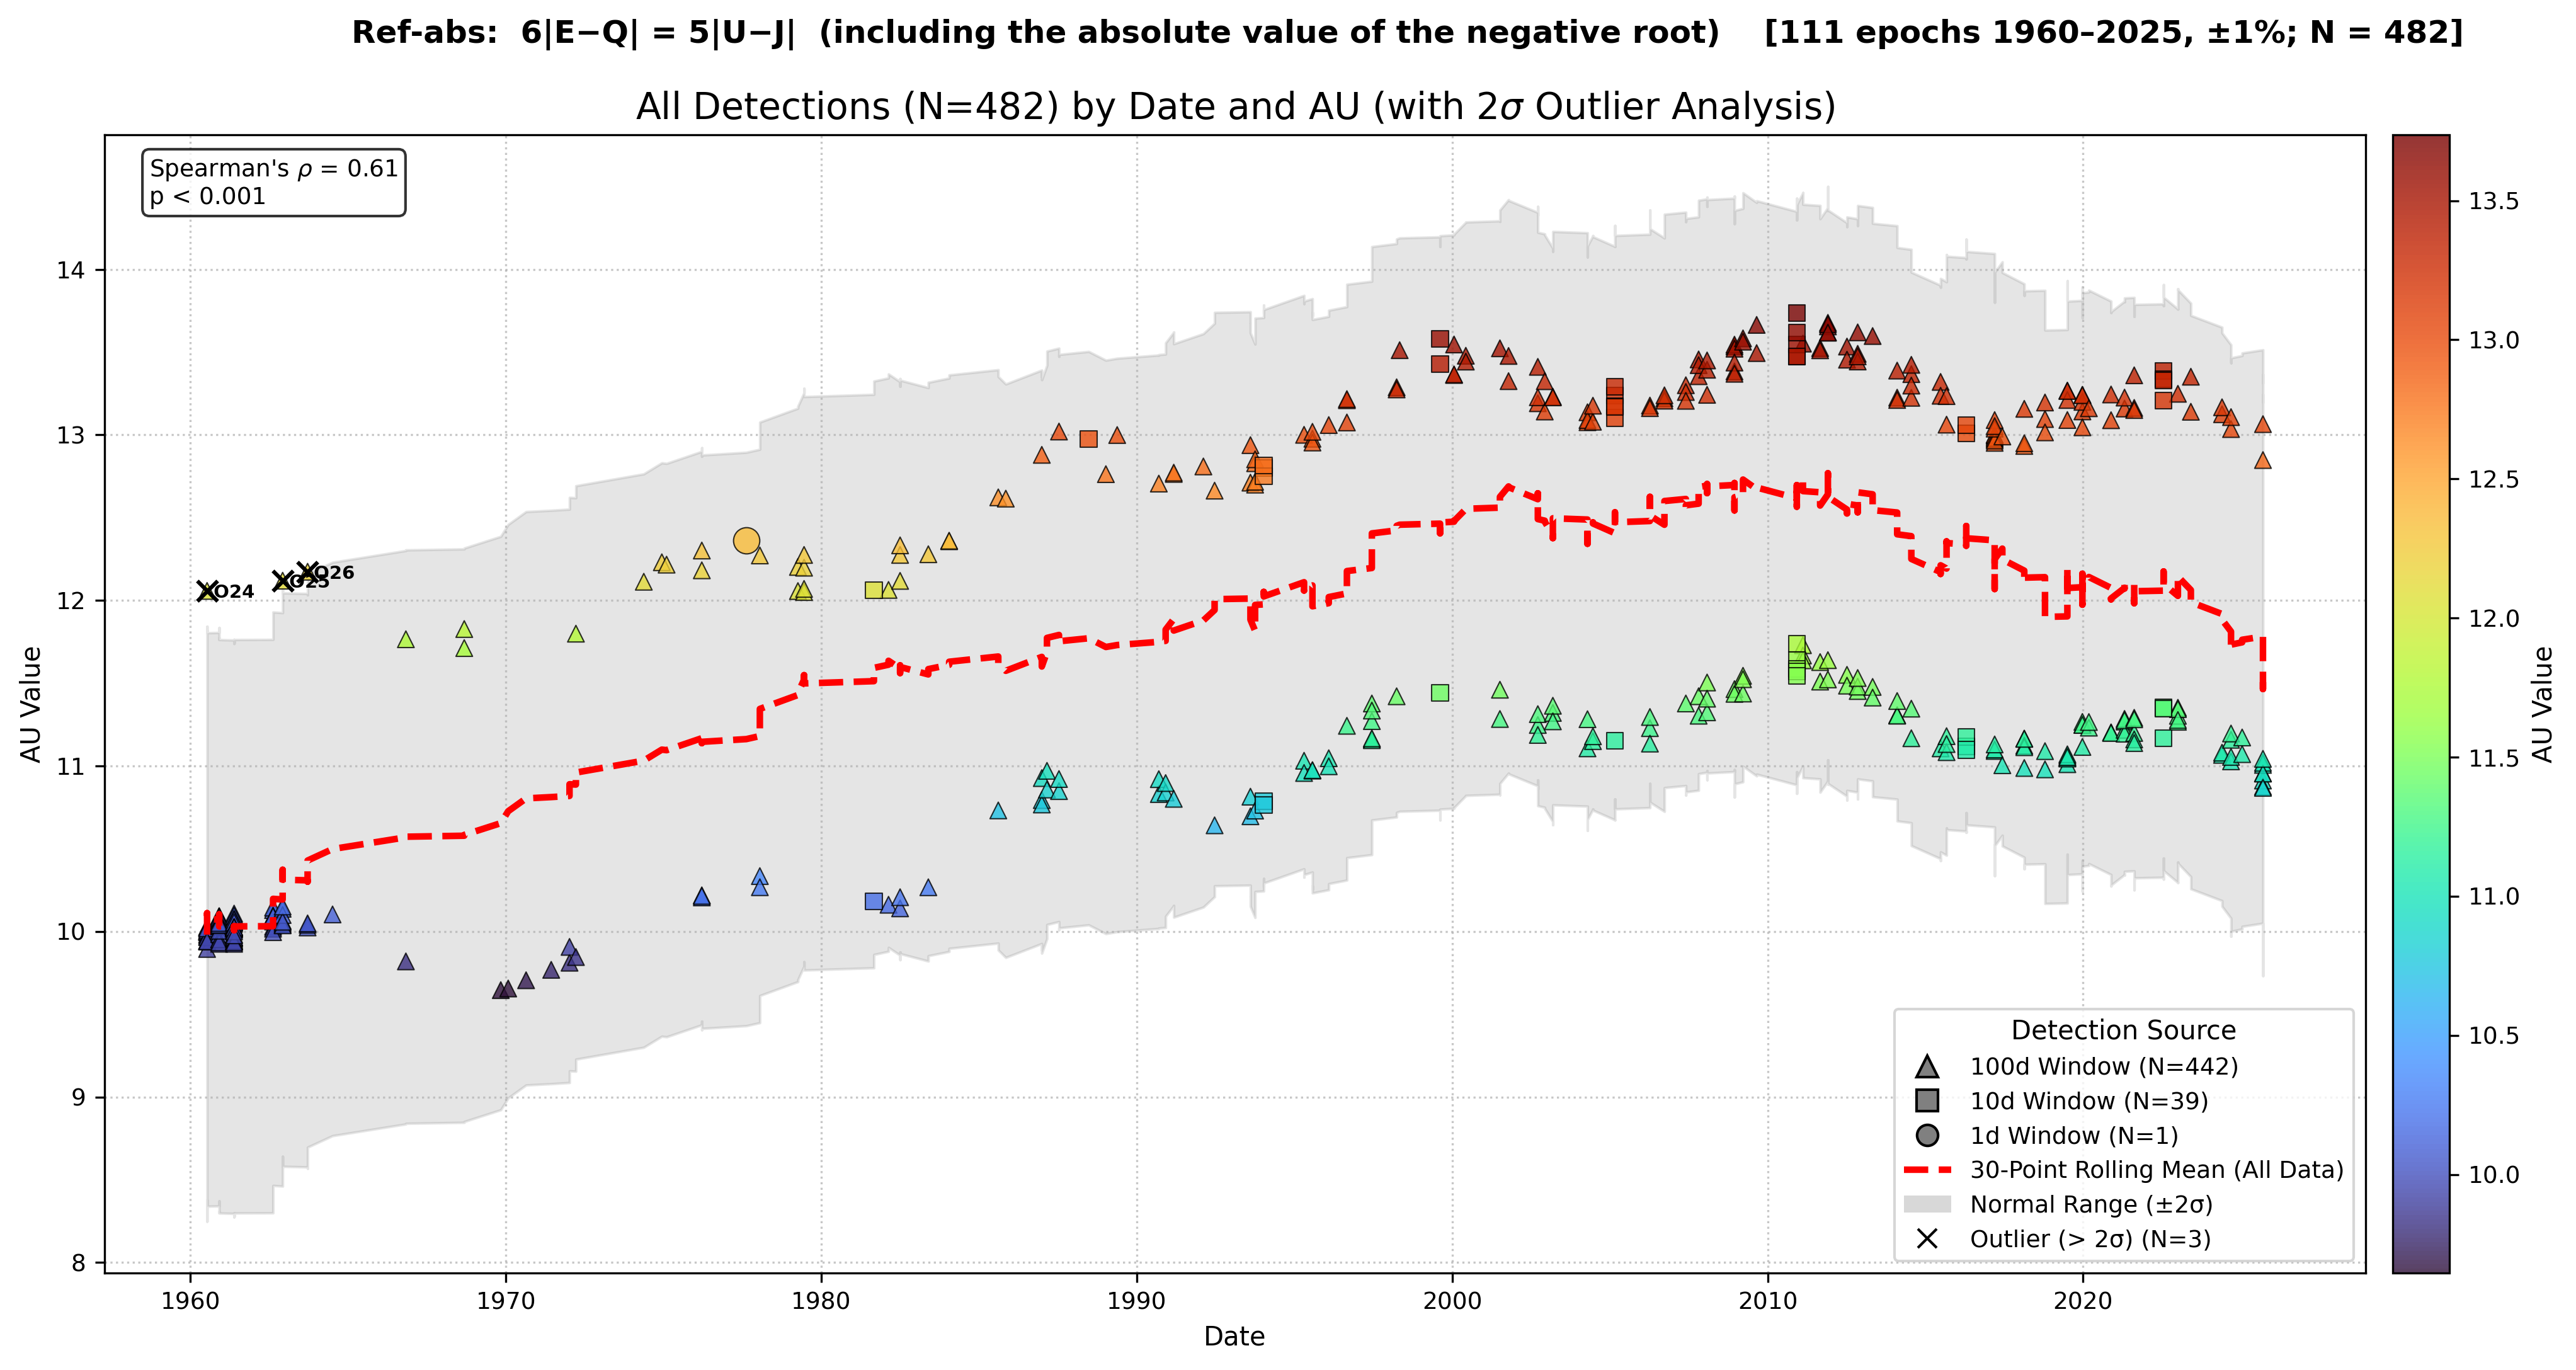 Ref-abs:  6|E−Q| = 5|U−J|  (including the absolute value of the negative root)    [111 epochs 1960–2025, ±1%; N = 482]
All Detections (N=482) by Date and AU (with 2σ Outlier Analysis)
Spearman's ρ = 0.61
p < 0.001
14
13
12
11
10
9
8
AU Value
O24
O25
O26
1960
1970
1980
1990
2000
2010
2020
Date
Detection Source
100d Window (N=442)
10d Window (N=39)
1d Window (N=1)
30-Point Rolling Mean (All Data)
Normal Range (±2σ)
Outlier (> 2σ) (N=3)
13.5
13.0
12.5
12.0
11.5
11.0
10.5
10.0
AU Value